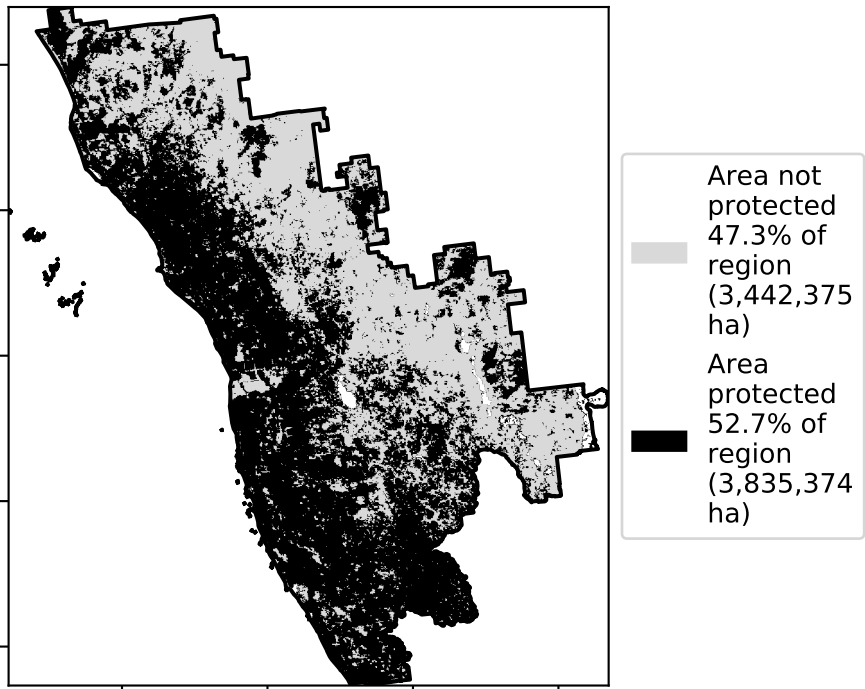 Area not
protected
47.3% of
region
(3,442,375
ha)
Area
protected
52.7% of
region
(3,835,374
ha)